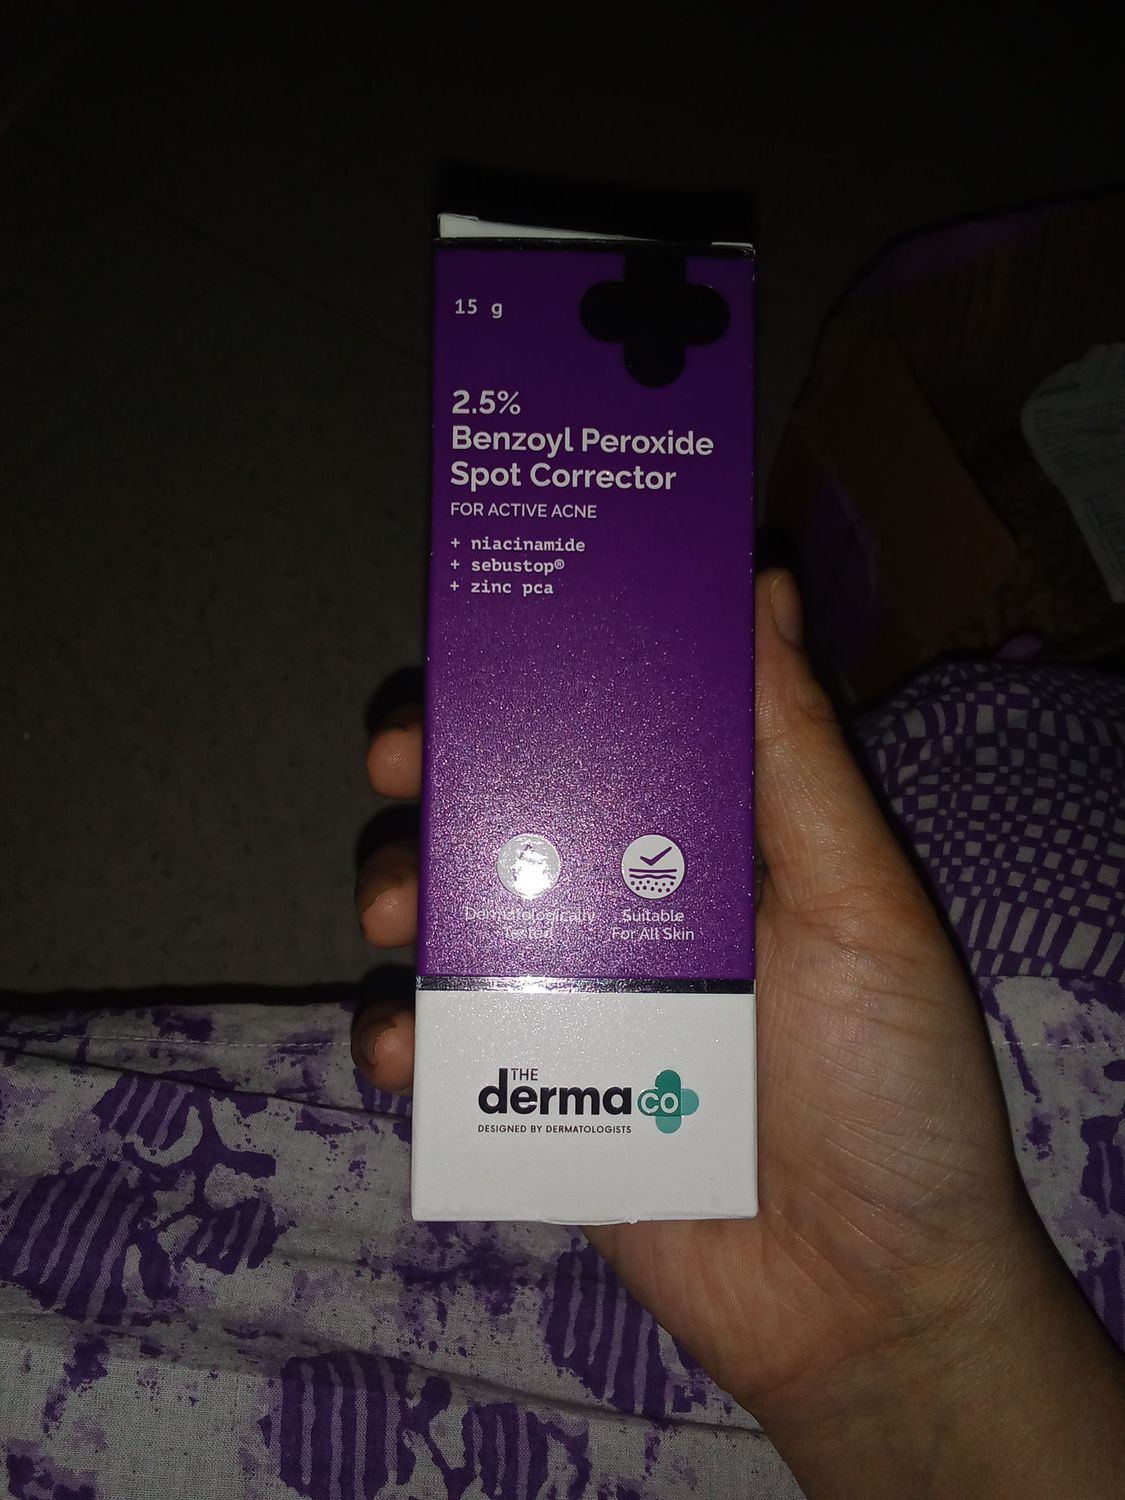 15 g
2.5%
Benzoyl Peroxide
Spot Corrector
FOR ACTIVE ACNE
+ niacinamide
+ sebustop®
+ zinc pca
Dermatologically
Tested
Suitable
For All Skin
THE
derma co
DESIGNED BY DERMATOLOGISTS